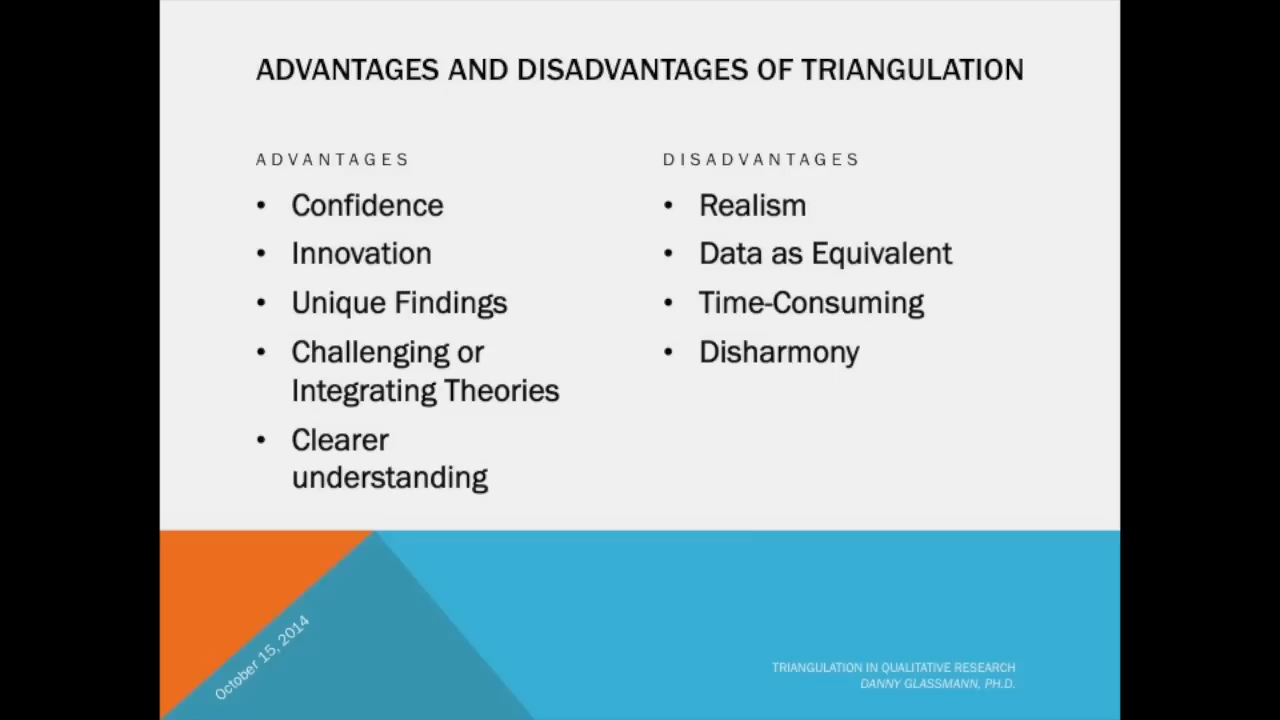 ADVANTAGES AND DISADVANTAGES OF TRIANGULATION
ADVANTAGES
• Confidence
• Innovation
• Unique Findings
• Challenging or
Integrating Theories
• Clearer
understanding
DISADVANTAGES
• Realism
• Data as Equivalent
• Time-Consuming
• Disharmony
October 15, 2014
TRIANGULATION IN QUALITATIVE RESEARCH
DANNY GLASSMANN, PH.D.